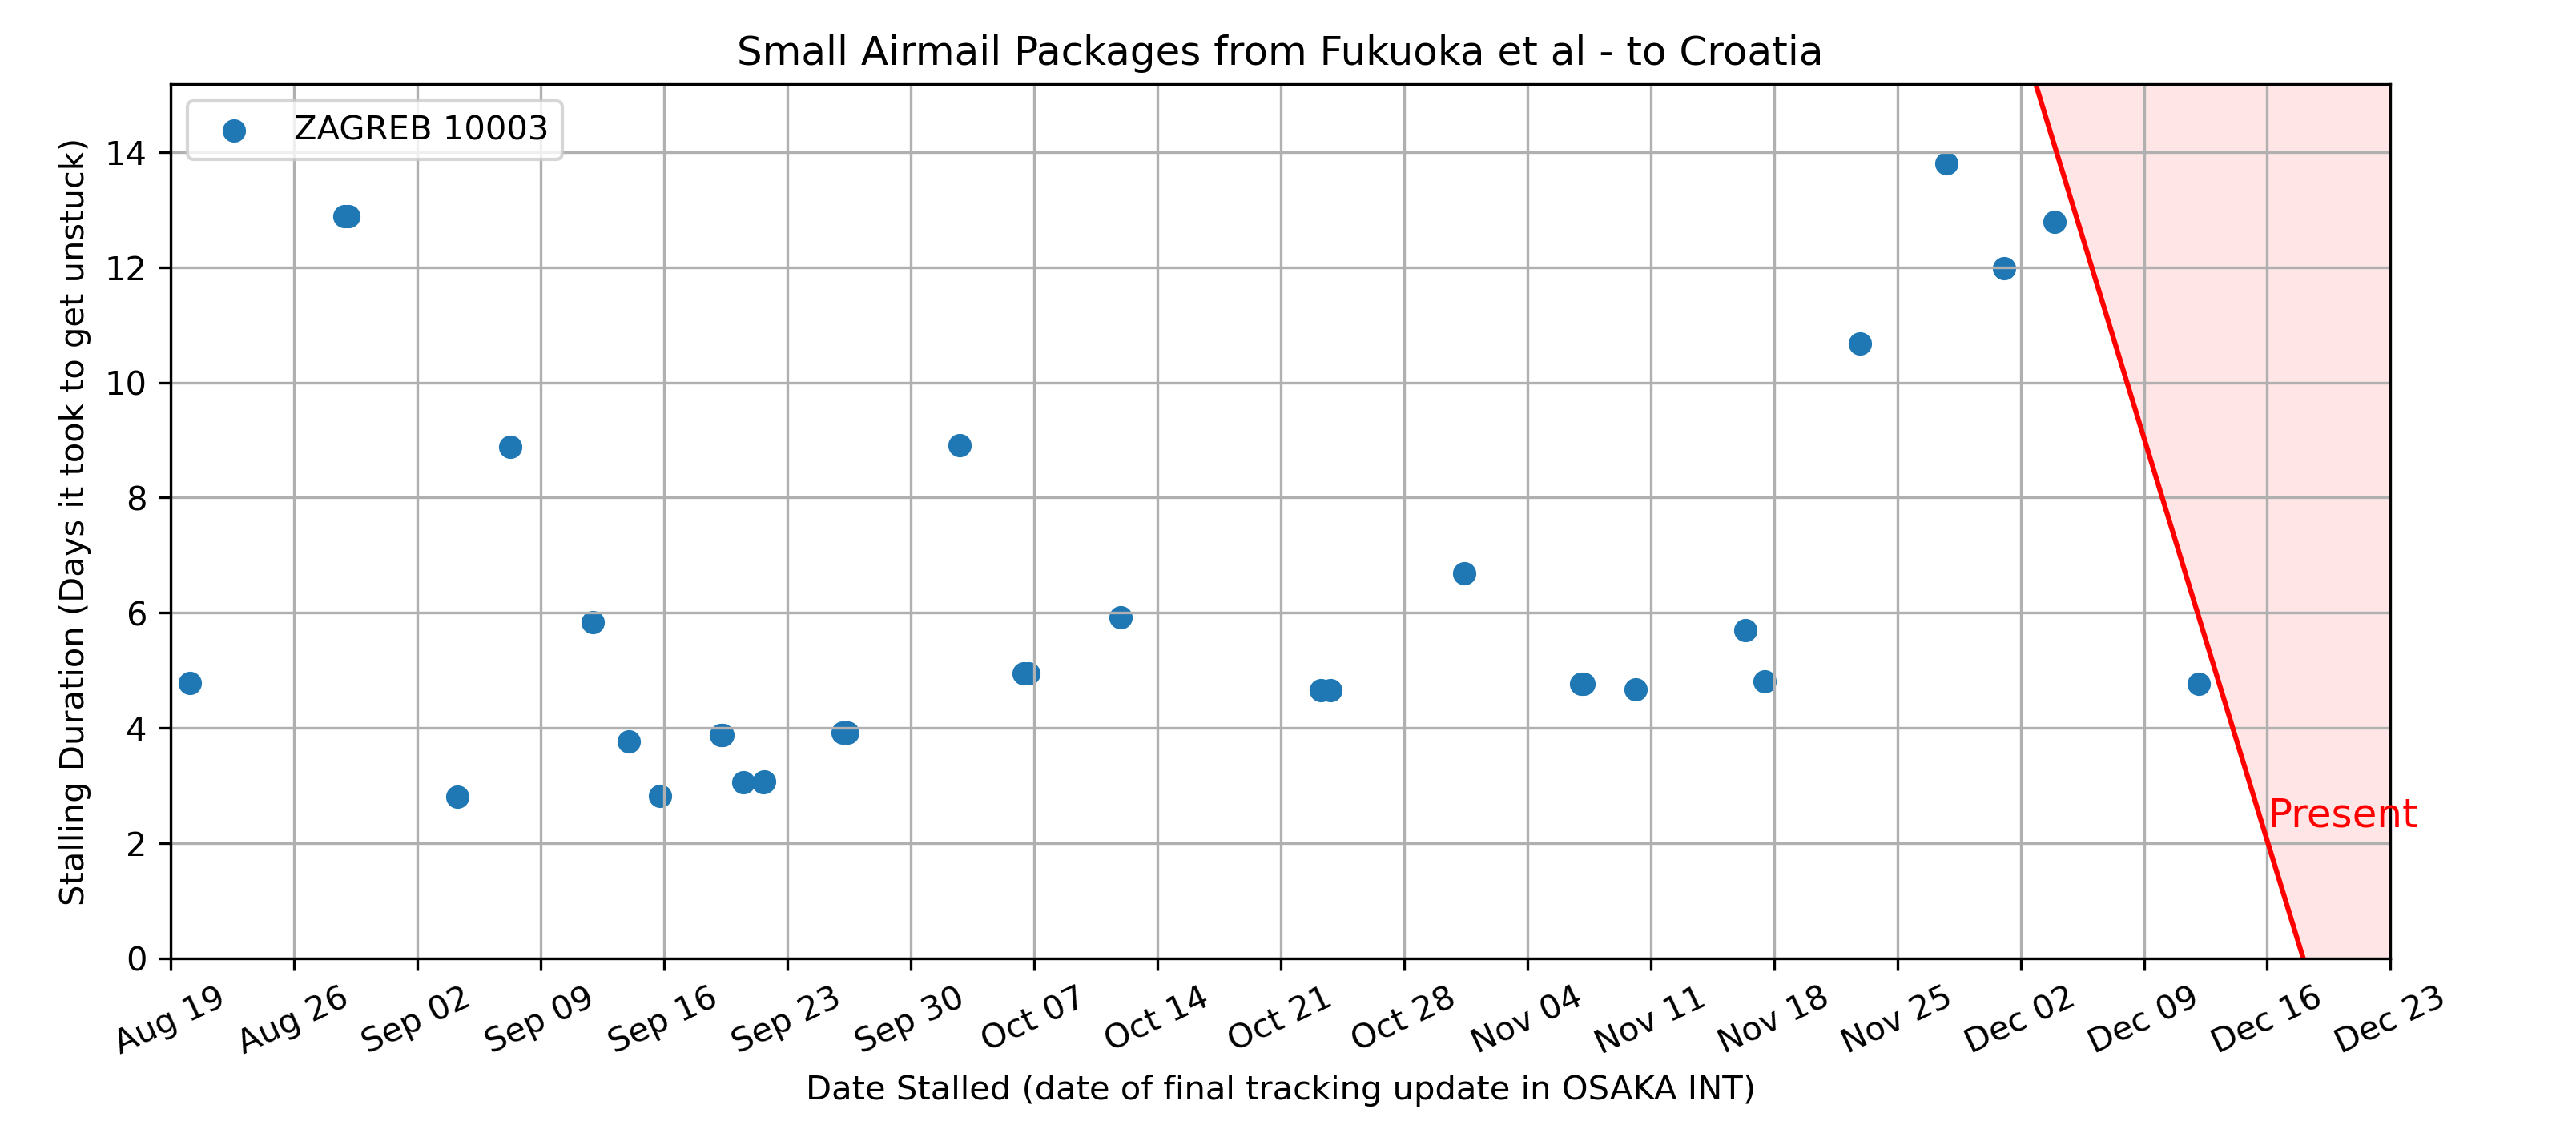 Small Airmail Packages from Fukuoka et al - to Croatia
ZAGREB 10003
Stalling Duration (Days it took to get unstuck)
14
12
10
8
6
4
2
0
Present
Aug 19
Aug 26
Sep 02
Sep 09
Sep 16
Sep 23
Sep 30
Oct 07
Oct 14
Oct 21
Oct 28
Nov 04
Nov 11
Nov 18
Nov 25
Dec 02
Dec 09
Dec 16
Dec 23
Date Stalled (date of final tracking update in OSAKA INT)